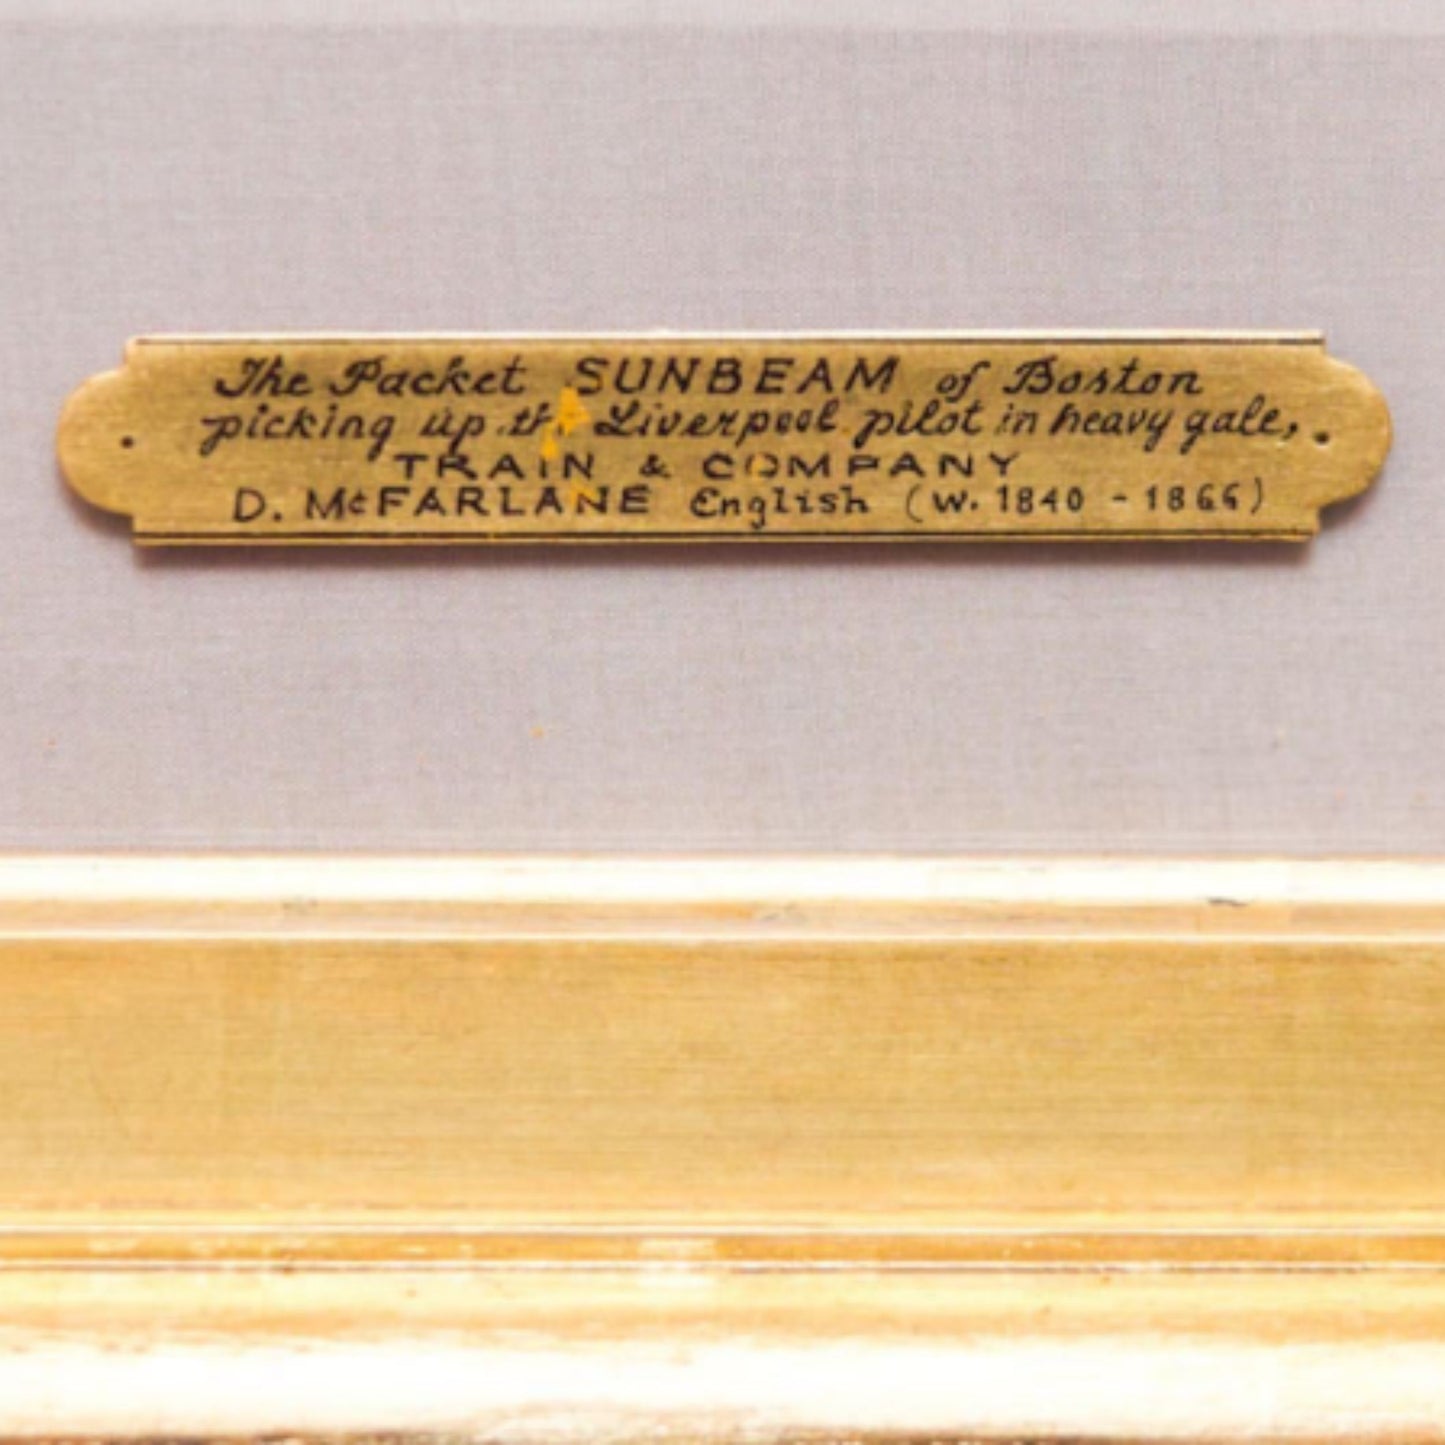 The Packet SUNBEAM of Boston
picking up the Liverpool pilot in heavy gale,
TRAIN & COMPANY
D. McFARLANE English (W. 1840 - 1866)